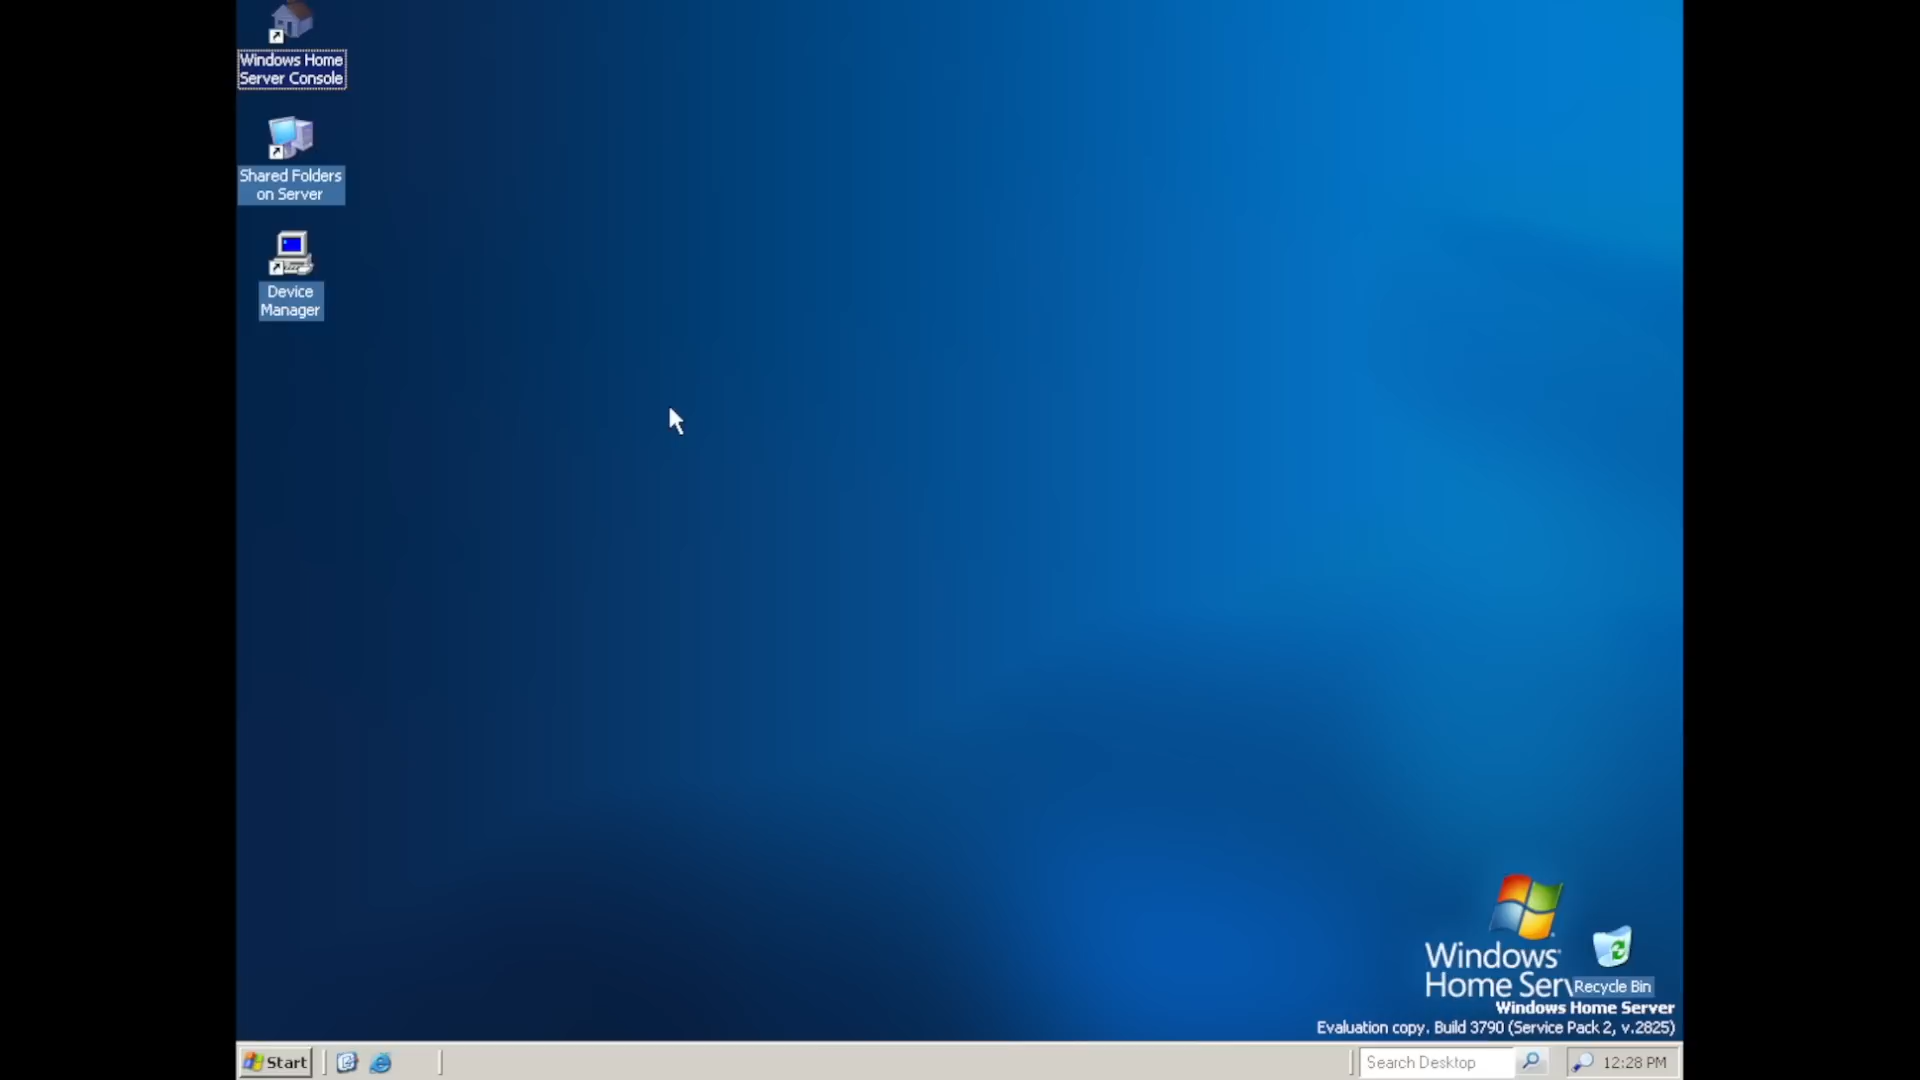 Windows Home
Server Console
Shared Folders
on Server
Device
Manager
Windows
Home Serv
Recycle Bin
Windows Home Server
Evaluation copy. Build 3790 (Service Pack 2, v.2825)
Start
Search Desktop
12:28 PM